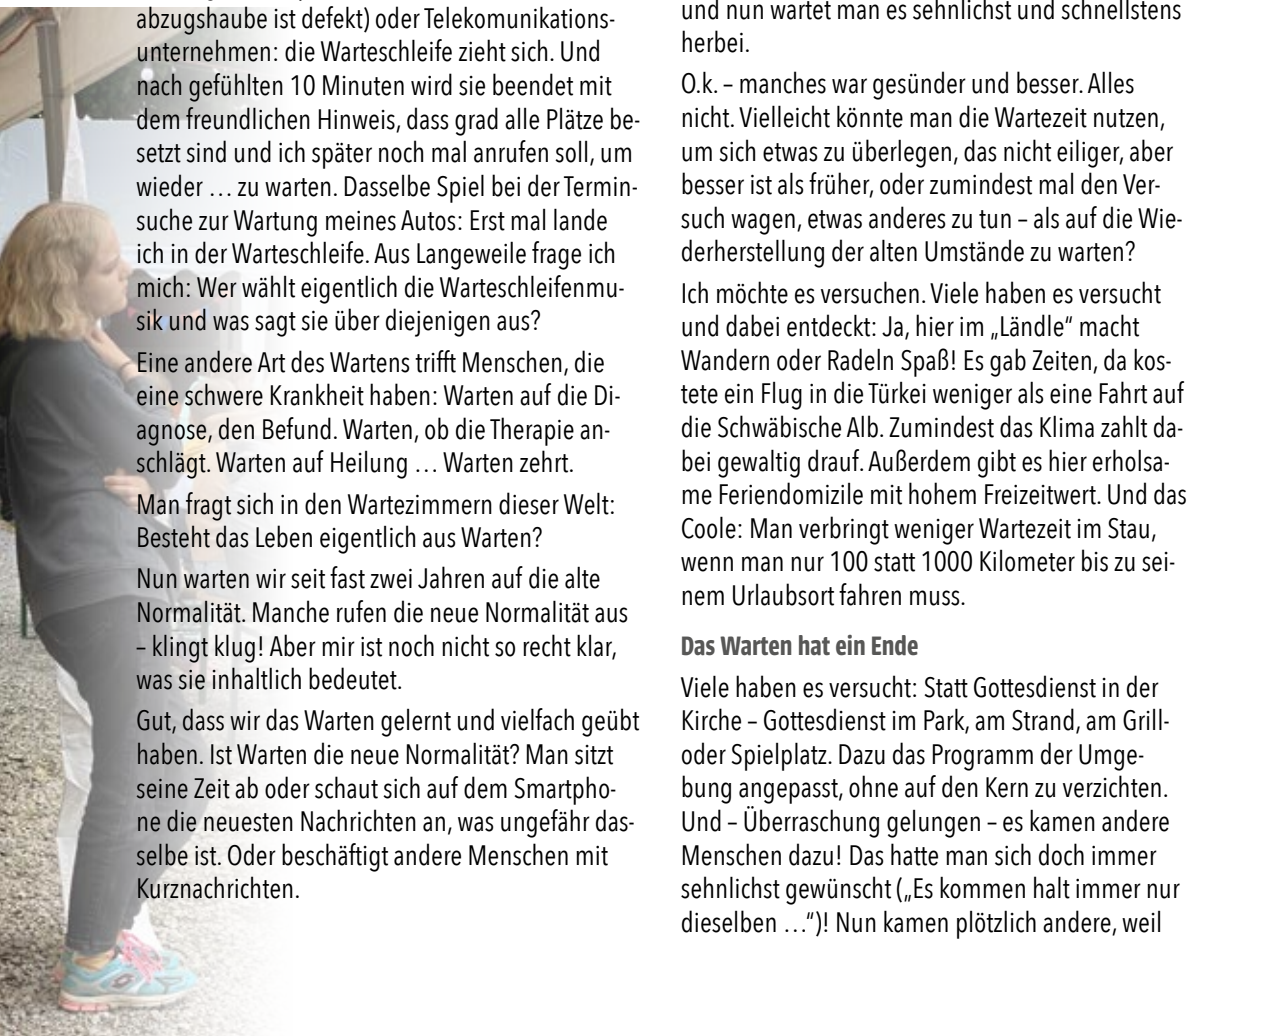 abzugshaube ist defekt) oder Telekomunikations-
unternehmen: die Warteschleife zieht sich. Und
nach gefühlten 10 Minuten wird sie beendet mit
dem freundlichen Hinweis, dass grad alle Plätze be-
setzt sind und ich später noch mal anrufen soll, um
wieder … zu warten. Dasselbe Spiel bei der Termin-
suche zur Wartung meines Autos: Erst mal lande
ich in der Warteschleife. Aus Langeweile frage ich
mich: Wer wählt eigentlich die Warteschleifenmu-
sik und was sagt sie über diejenigen aus?
Eine andere Art des Wartens trifft Menschen, die
eine schwere Krankheit haben: Warten auf die Di-
agnose, den Befund. Warten, ob die Therapie an-
schlägt. Warten auf Heilung … Warten zehrt.
Man fragt sich in den Wartezimmern dieser Welt:
Besteht das Leben eigentlich aus Warten?
Nun warten wir seit fast zwei Jahren auf die alte
Normalität. Manche rufen die neue Normalität aus
– klingt klug! Aber mir ist noch nicht so recht klar,
was sie inhaltlich bedeutet.
Gut, dass wir das Warten gelernt und vielfach geübt
haben. Ist Warten die neue Normalität? Man sitzt
seine Zeit ab oder schaut sich auf dem Smartpho-
ne die neuesten Nachrichten an, was ungefähr das-
selbe ist. Oder beschäftigt andere Menschen mit
Kurznachrichten.
und nun wartet man es sehnlichst und schnellstens
herbei.
O.k. – manches war gesünder und besser. Alles
nicht. Vielleicht könnte man die Wartezeit nutzen,
um sich etwas zu überlegen, das nicht eiliger, aber
besser ist als früher, oder zumindest mal den Ver-
such wagen, etwas anderes zu tun – als auf die Wie-
derherstellung der alten Umstände zu warten?
Ich möchte es versuchen. Viele haben es versucht
und dabei entdeckt: Ja, hier im „Ländle“ macht
Wandern oder Radeln Spaß! Es gab Zeiten, da kos-
tete ein Flug in die Türkei weniger als eine Fahrt auf
die Schwäbische Alb. Zumindest das Klima zahlt da-
bei gewaltig drauf. Außerdem gibt es hier erholsa-
me Feriendomizile mit hohem Freizeitwert. Und das
Coole: Man verbringt weniger Wartezeit im Stau,
wenn man nur 100 statt 1000 Kilometer bis zu sei-
nem Urlaubsort fahren muss.
Das Warten hat ein Ende
Viele haben es versucht: Statt Gottesdienst in der
Kirche – Gottesdienst im Park, am Strand, am Grill-
oder Spielplatz. Dazu das Programm der Umge-
bung angepasst, ohne auf den Kern zu verzichten.
Und – Überraschung gelungen – es kamen andere
Menschen dazu! Das hatte man sich doch immer
sehnlichst gewünscht („Es kommen halt immer nur
dieselben …“)! Nun kamen plötzlich andere, weil